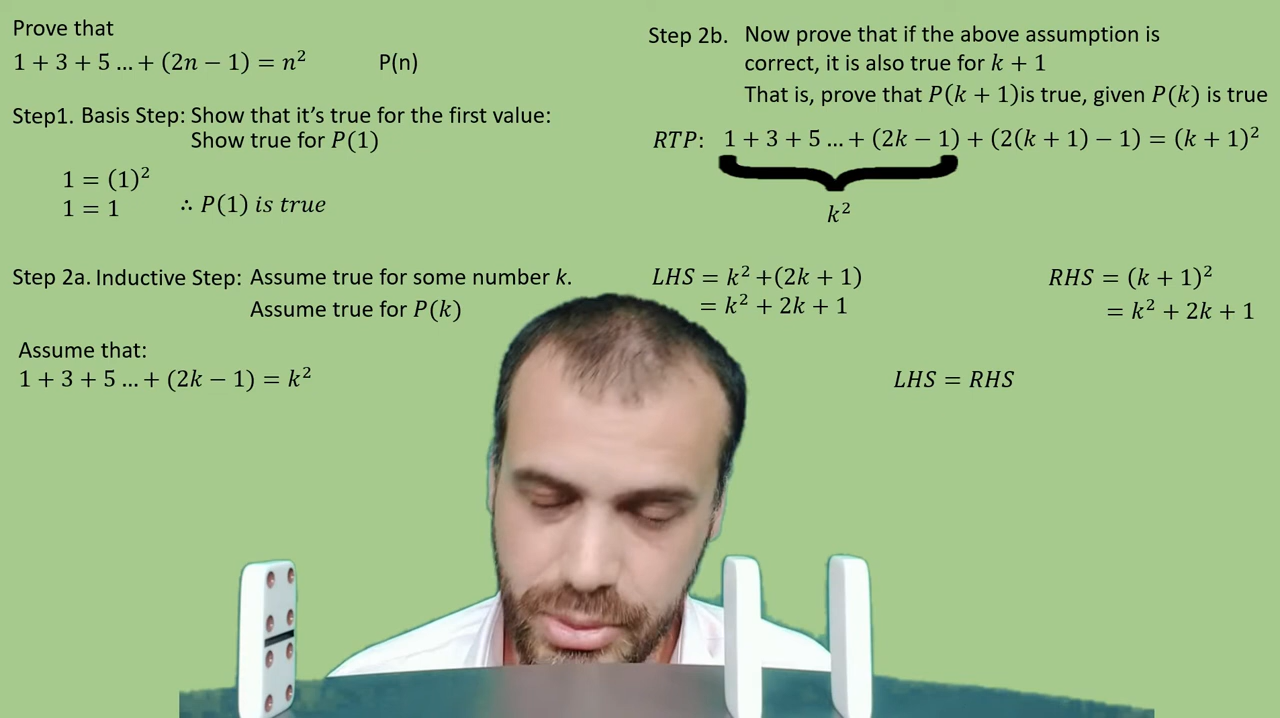 Prove that
1 + 3 + 5 … + (2n − 1) = n² P(n)
Step1. Basis Step: Show that it’s true for the first value:
Show true for P(1)
1 = (1)²
1 = 1 ∴ P(1) is true
Step 2a. Inductive Step: Assume true for some number k.
Assume true for P(k)
Assume that:
1 + 3 + 5 … + (2k − 1) = k²
Step 2b. Now prove that if the above assumption is
correct, it is also true for k + 1
That is, prove that P(k + 1)is true, given P(k) is true
RTP: 1 + 3 + 5 … + (2k − 1) + (2(k + 1) − 1) = (k + 1)²
k²
LHS = k² +(2k + 1)
= k² + 2k + 1
RHS = (k + 1)²
= k² + 2k + 1
LHS = RHS